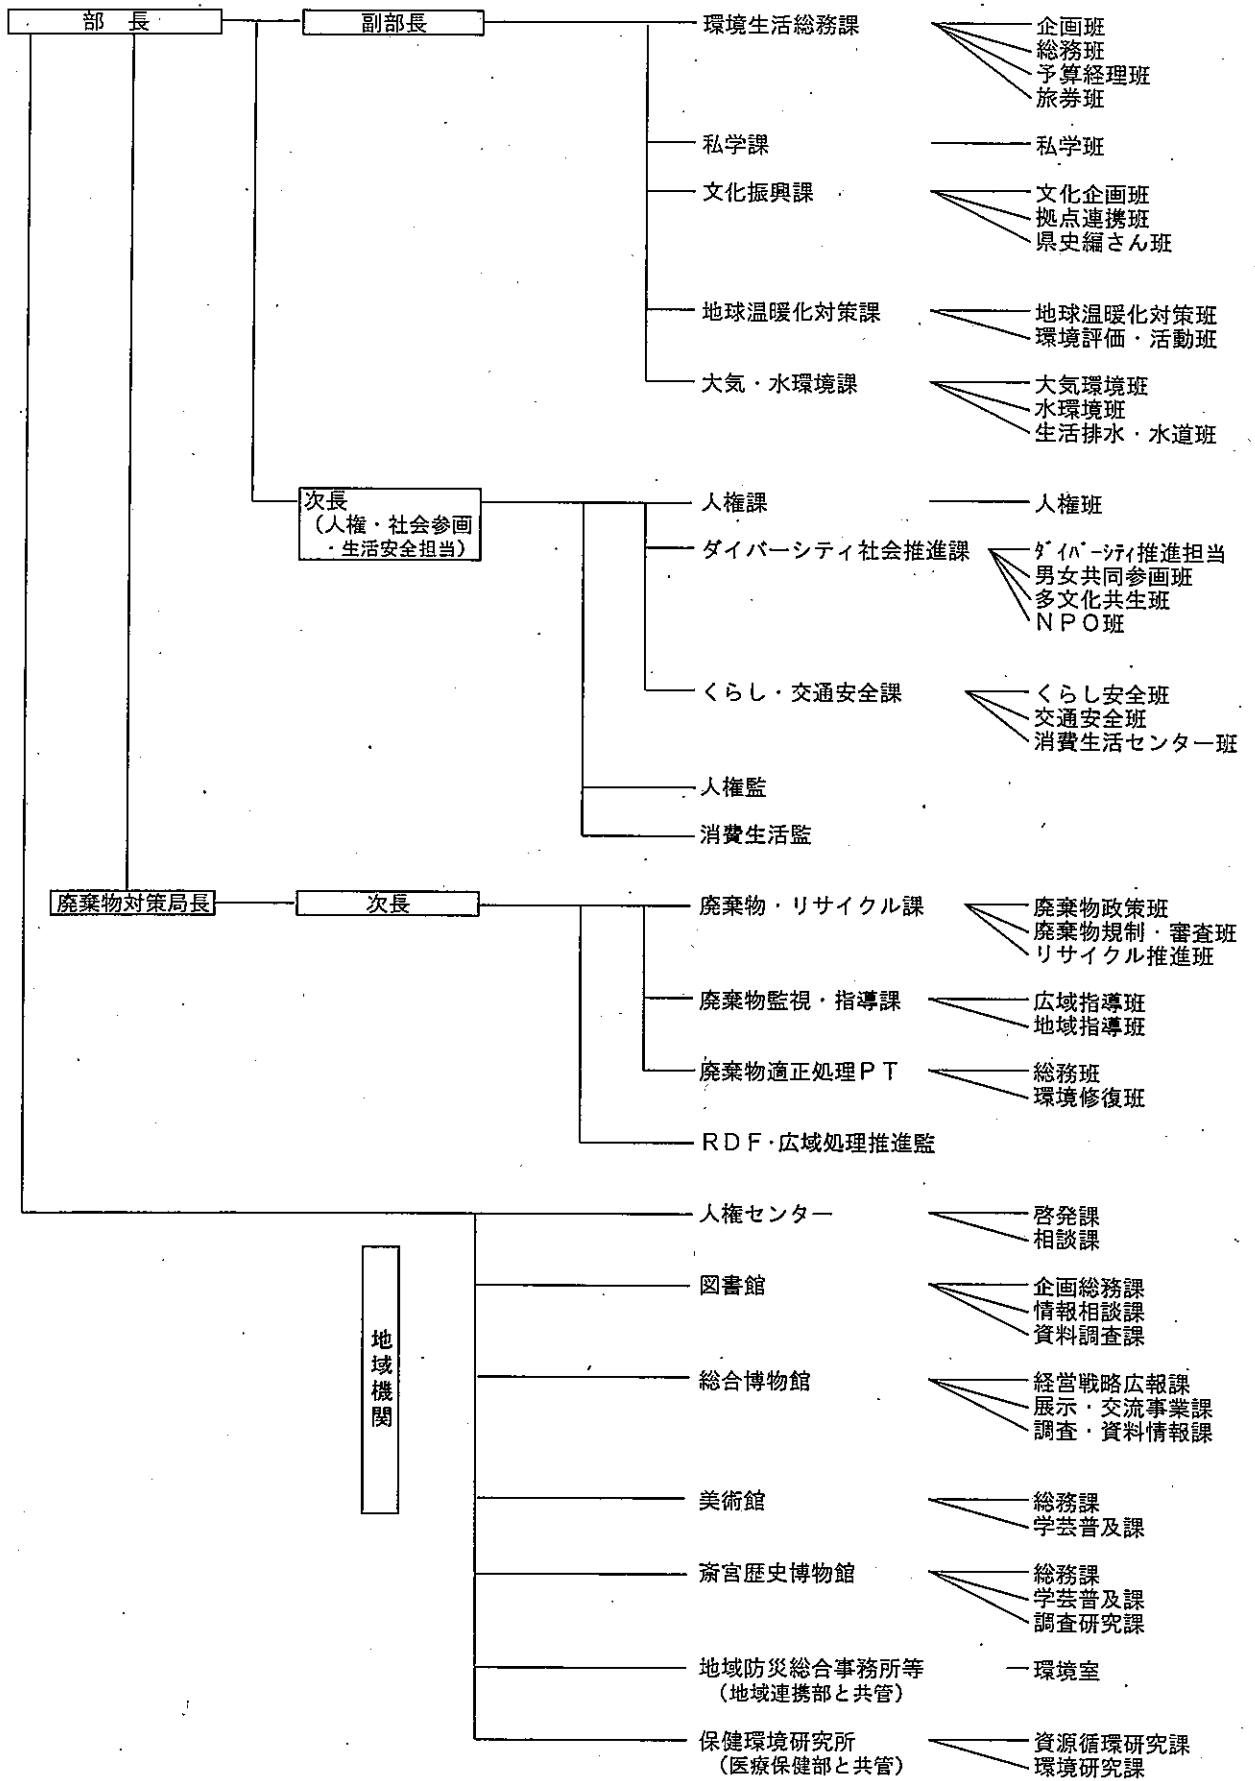 部　長
副部長
環境生活総務課
企画班
総務班
予算経理班
旅券班
私学課
私学班
文化振興課
文化企画班
拠点連携班
県史編さん班
地球温暖化対策課
地球温暖化対策班
環境評価・活動班
大気・水環境課
大気環境班
水環境班
生活排水・水道班
次長
（人権・社会参画
・生活安全担当）
人権課
人権班
ダイバーシティ社会推進課
ﾀﾞｲﾊﾞｰｼﾃｨ推進担当
男女共同参画班
多文化共生班
ＮＰＯ班
くらし・交通安全課
くらし安全班
交通安全班
消費生活センター班
人権監
消費生活監
廃棄物対策局長
次長
廃棄物・リサイクル課
廃棄物政策班
廃棄物規制・審査班
リサイクル推進班
廃棄物監視・指導課
広域指導班
地域指導班
廃棄物適正処理ＰＴ
総務班
環境修復班
ＲＤＦ・広域処理推進監
地域機関
人権センター
啓発課
相談課
図書館
企画総務課
情報相談課
資料調査課
総合博物館
経営戦略広報課
展示・交流事業課
調査・資料情報課
美術館
総務課
学芸普及課
斎宮歴史博物館
総務課
学芸普及課
調査研究課
地域防災総合事務所等
（地域連携部と共管）
環境室
保健環境研究所
（医療保健部と共管）
資源循環研究課
環境研究課